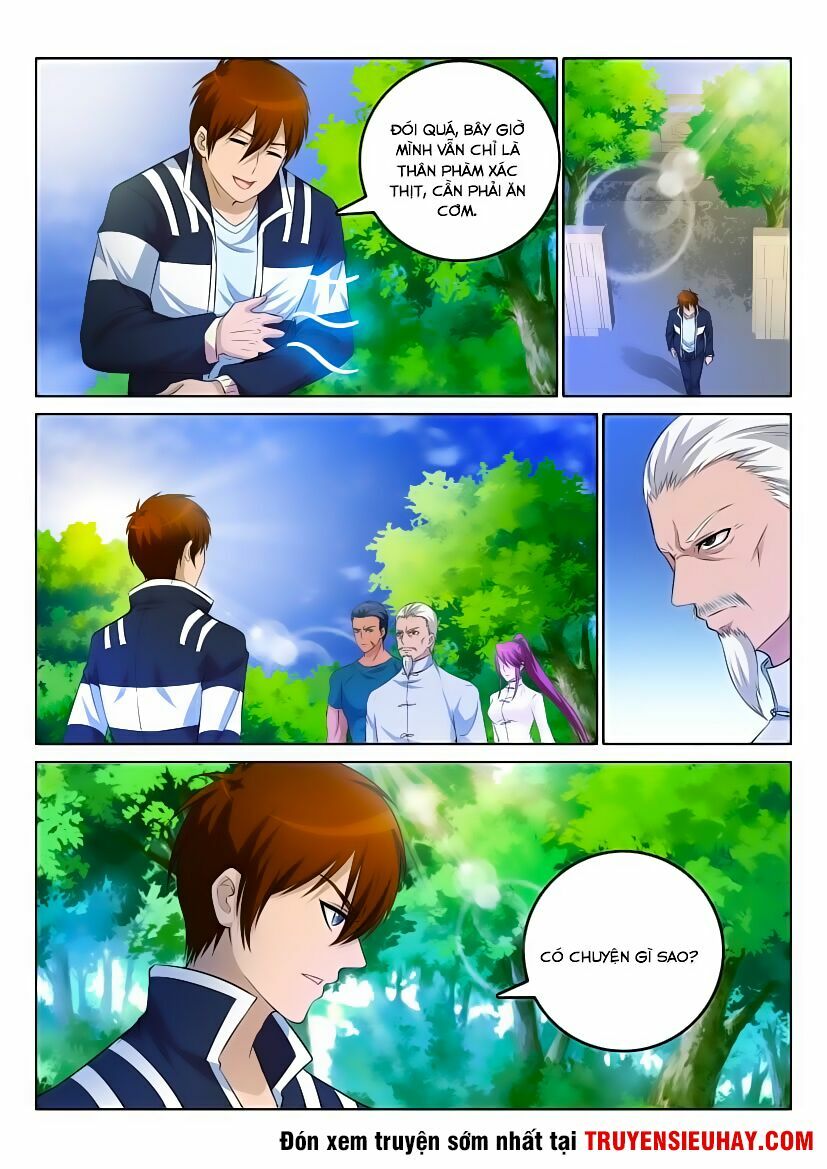 ĐÓI QUÁ, BÂY GIỜ
MÌNH VẪN CHỈ LÀ
THÂN PHÀM XÁC
THỊT, CẦN PHẢI ĂN
CƠM.
CÓ CHUYỆN GÌ SAO?
Đón xem truyện sớm nhất tại TRUYENSIEUHAY.COM